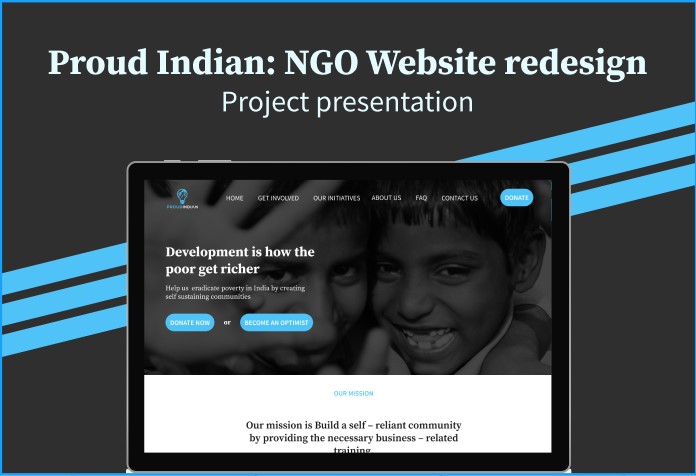 Proud Indian: NGO Website redesign
Project presentation
PROUD INDIAN
HOME GET INVOLVED OUR INITIATIVES ABOUT US FAQ CONTACT US DONATE
Development is how the
poor get richer
Help us eradicate poverty in India by creating
self sustaining communities
DONATE NOW or BECOME AN OPTIMIST
OUR MISSION
Our mission is Build a self – reliant community
by providing the necessary business – related
training.